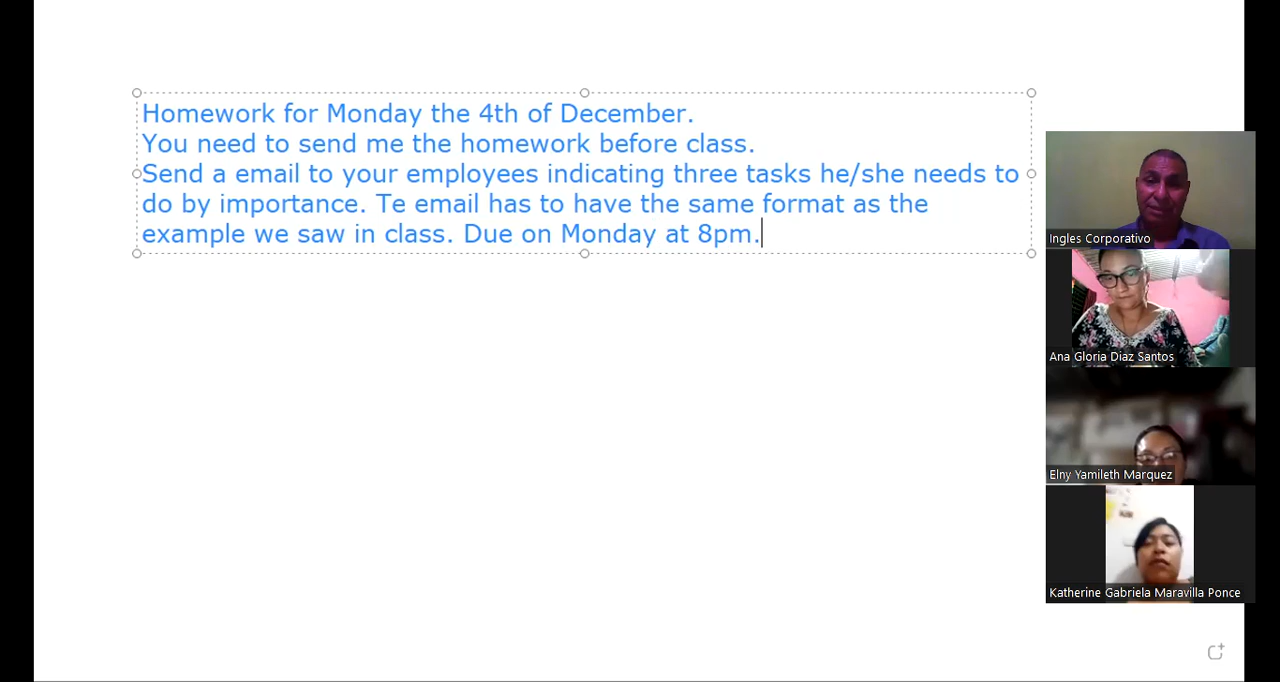 Homework for Monday the 4th of December.
You need to send me the homework before class.
Send a email to your employees indicating three tasks he/she needs to
do by importance. Te email has to have the same format as the
example we saw in class. Due on Monday at 8pm.
Ingles Corporativo
Ana Gloria Diaz Santos
Elny Yamileth Marquez
Katherine Gabriela Maravilla Ponce